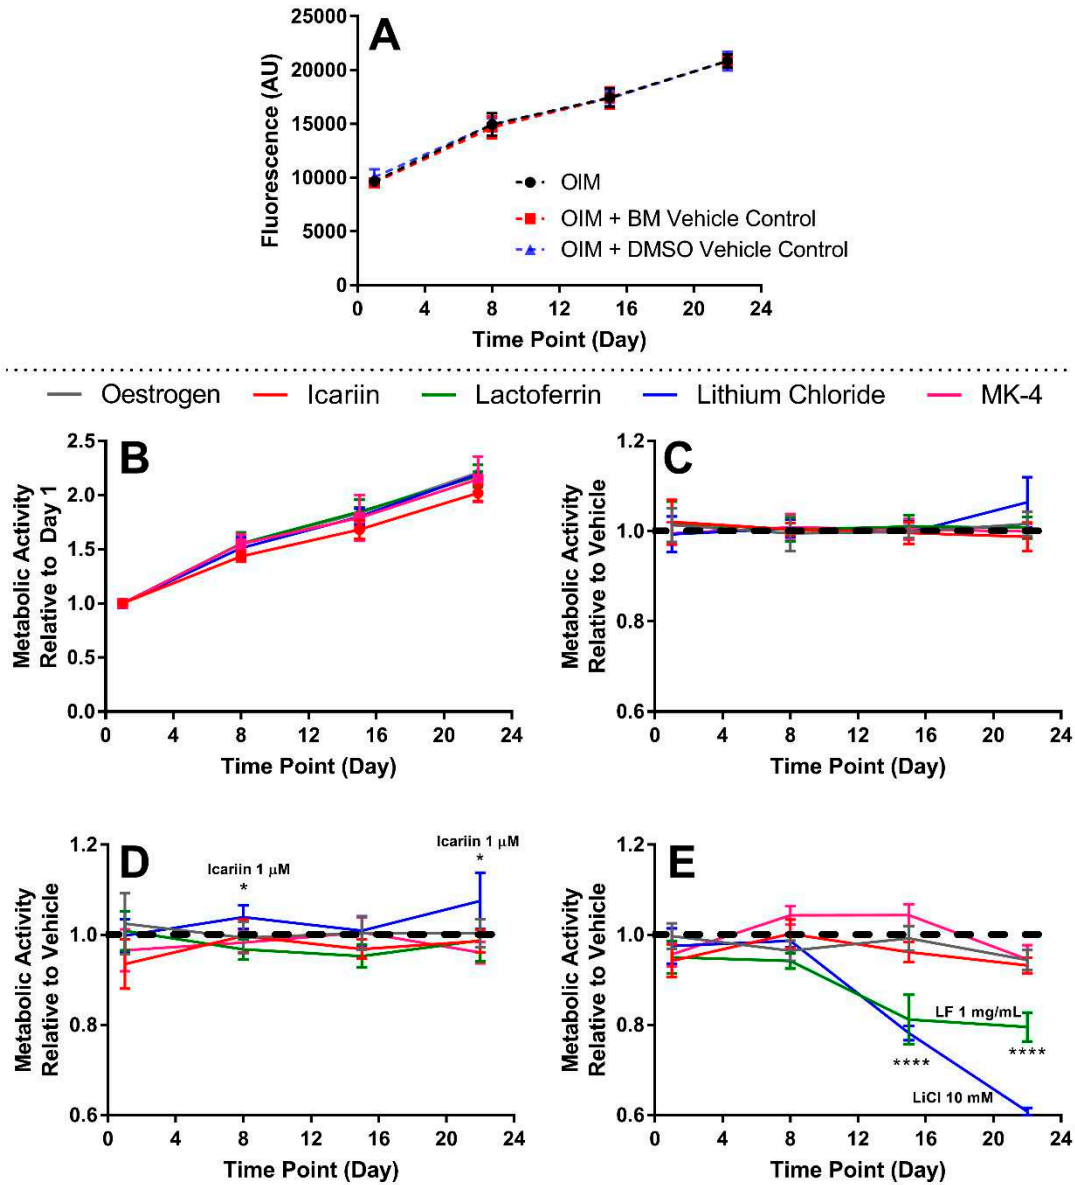 A
Fluorescence (AU)
25000
20000
15000
10000
5000
0
OIM
OIM + BM Vehicle Control
OIM + DMSO Vehicle Control
0 4 8 12 16 20 24
Time Point (Day)
Oestrogen Icariin Lactoferrin Lithium Chloride MK-4
B
Metabolic Activity
Relative to Day 1
2.5
2.0
1.5
1.0
0.5
0.0
0 4 8 12 16 20 24
Time Point (Day)
C
Metabolic Activity
Relative to Vehicle
1.2
1.0
0.8
0.6
0 4 8 12 16 20 24
Time Point (Day)
D
Metabolic Activity
Relative to Vehicle
1.2
1.0
0.8
0.6
Icariin 1 μM
*
Icariin 1 μM
*
0 4 8 12 16 20 24
Time Point (Day)
E
Metabolic Activity
Relative to Vehicle
1.2
1.0
0.8
0.6
LF 1 mg/mL
****
****
LiCl 10 mM
0 4 8 12 16 20 24
Time Point (Day)